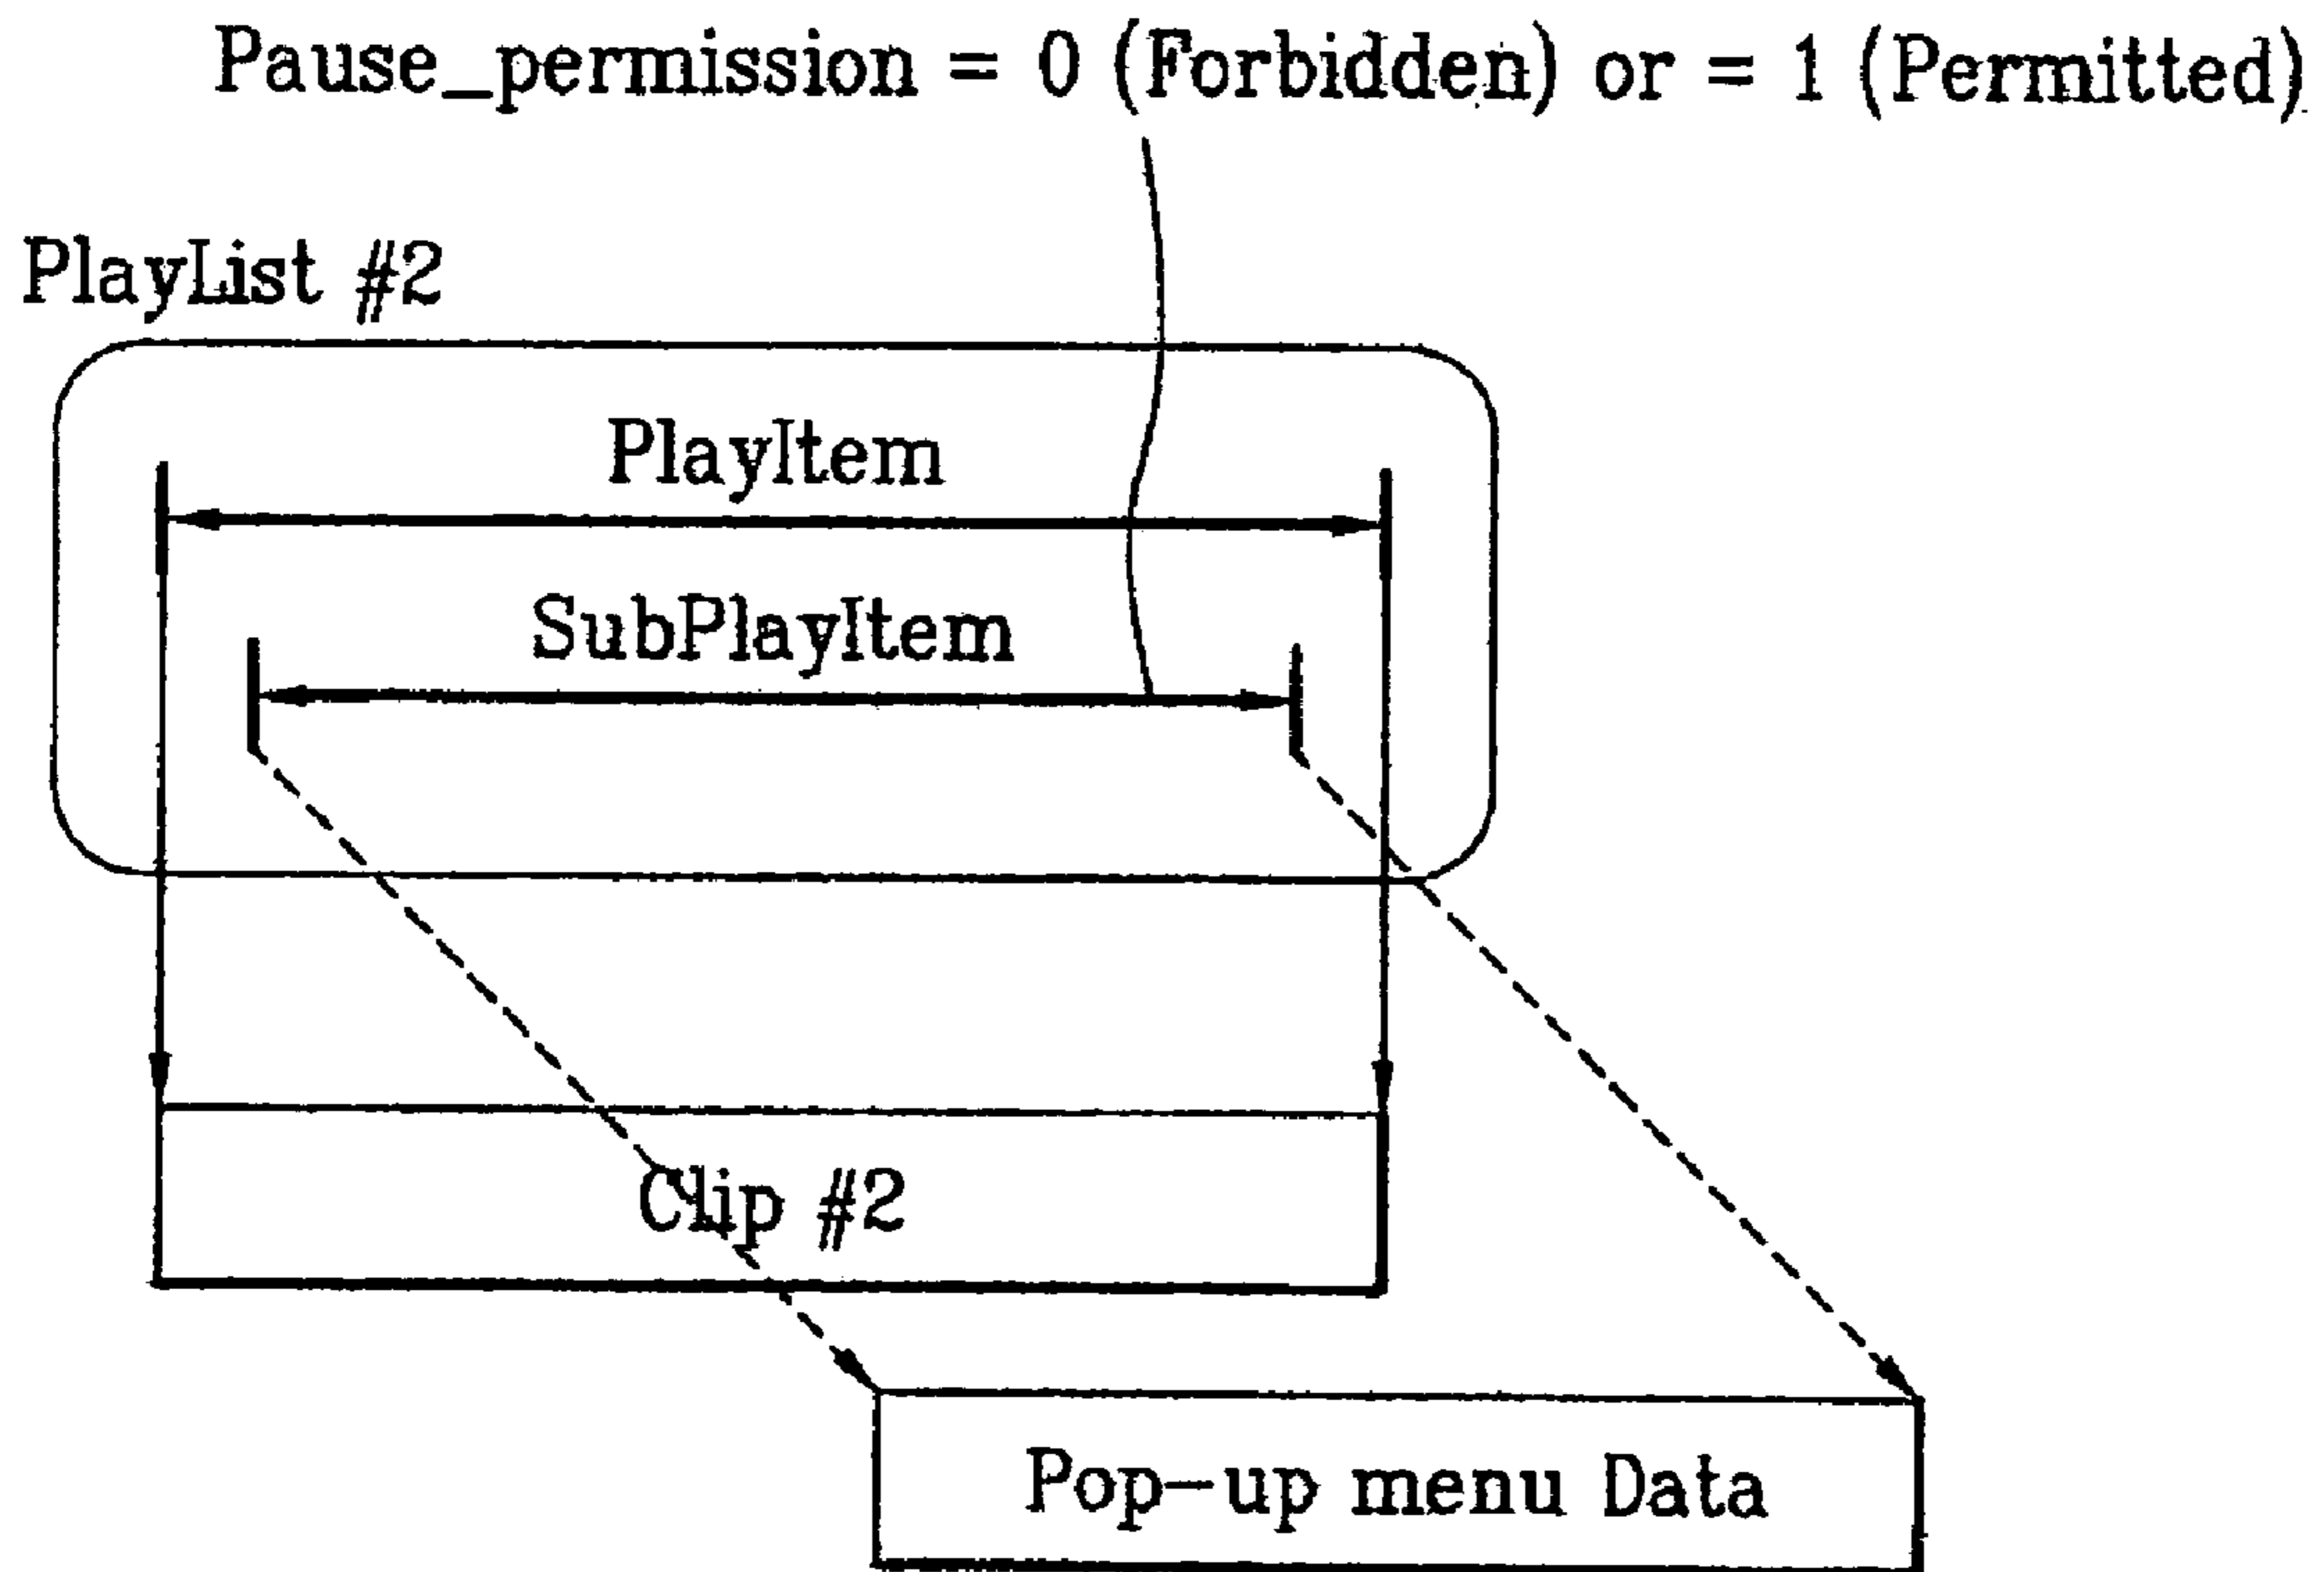 Pause_permission = 0 (Forbidden) or = 1 (Permitted)
PlayList #2
PlayItem
SubPlayItem
Clip #2
Pop-up menu Data